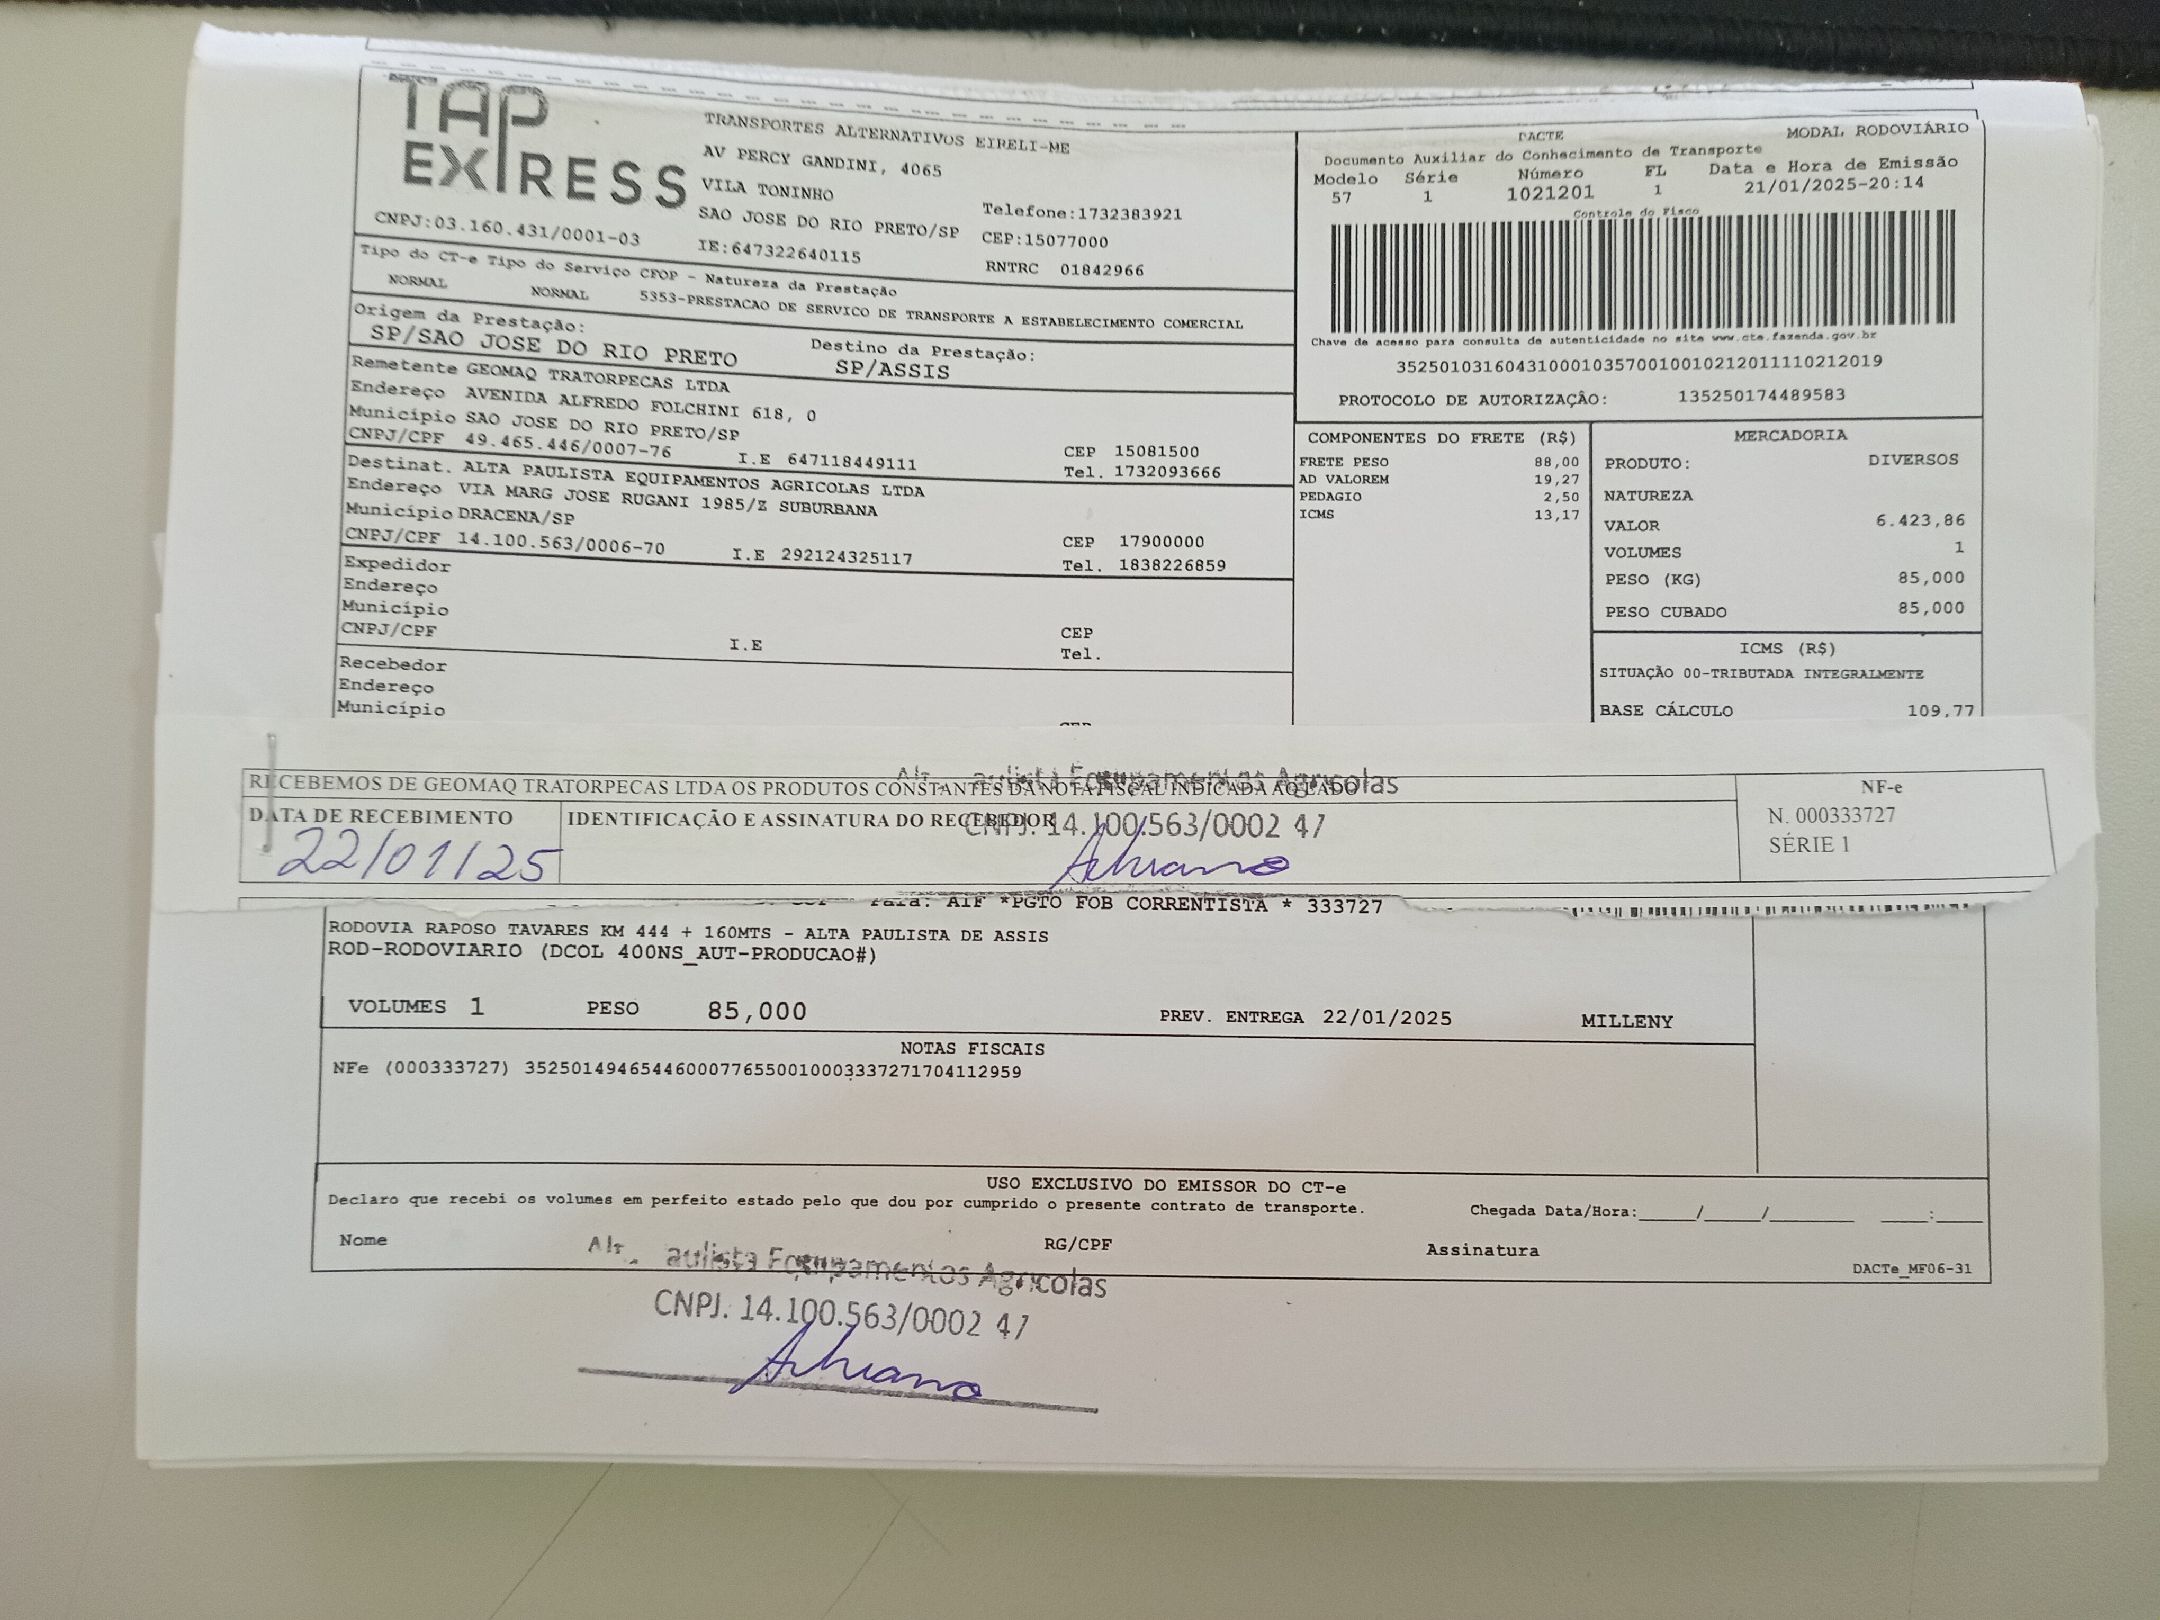 TAP
EXPRESS
CNPJ:03.160.431/0001-03
TRANSPORTES ALTERNATIVOS EIRELI-ME
AV PERCY GANDINI, 4065
VILA TONINHO
SAO JOSE DO RIO PRETO/SP
IE:647322640115
Telefone:1732383921
CEP:15077000
RNTRC 01842966
DACTE MODAL RODOVIÁRIO
Documento Auxiliar do Conhecimento de Transporte
Modelo Série Número FL Data e Hora de Emissão
57 1 1021201 1 21/01/2025-20:14
Controle do Fisco
Chave de acesso para consulta de autenticidade no site www.cte.fazenda.gov.br
35250103160431000103570010010212011110212019
PROTOCOLO DE AUTORIZAÇÃO: 135250174489583
Tipo do CT-e Tipo do Serviço CFOP - Natureza da Prestação
NORMAL NORMAL 5353-PRESTACAO DE SERVICO DE TRANSPORTE A ESTABELECIMENTO COMERCIAL
Origem da Prestação: Destino da Prestação:
SP/SAO JOSE DO RIO PRETO SP/ASSIS
Remetente GEOMAQ TRATORPECAS LTDA
Endereço AVENIDA ALFREDO FOLCHINI 618, 0
Município SAO JOSE DO RIO PRETO/SP CEP 15081500
CNPJ/CPF 49.465.446/0007-76 I.E 647118449111 Tel. 1732093666
Destinat. ALTA PAULISTA EQUIPAMENTOS AGRICOLAS LTDA
Endereço VIA MARG JOSE RUGANI 1985/Z SUBURBANA
Município DRACENA/SP CEP 17900000
CNPJ/CPF 14.100.563/0006-70 I.E 292124325117 Tel. 1838226859
Expedidor
Endereço
Município CEP
CNPJ/CPF I.E Tel.
Recebedor
Endereço
Município CEP
COMPONENTES DO FRETE (R$)
FRETE PESO 88,00
AD VALOREM 19,27
PEDAGIO 2,50
ICMS 13,17
MERCADORIA
PRODUTO: DIVERSOS
NATUREZA
VALOR 6.423,86
VOLUMES 1
PESO (KG) 85,000
PESO CUBADO 85,000
ICMS (R$)
SITUAÇÃO 00-TRIBUTADA INTEGRALMENTE
BASE CÁLCULO 109,77
RECEBEMOS DE GEOMAQ TRATORPECAS LTDA OS PRODUTOS CONSTANTES DA NOTA FISCAL INDICADA AO LADO
Equipamentos Agricolas
CNPJ. 14.100.563/0002 47
DATA DE RECEBIMENTO IDENTIFICAÇÃO E ASSINATURA DO RECEBEDOR
22/01/25 Adriano
NF-e
N. 000333727
SÉRIE 1
Para: A1F *PGTO FOB CORRENTISTA * 333727
RODOVIA RAPOSO TAVARES KM 444 + 160MTS - ALTA PAULISTA DE ASSIS
ROD-RODOVIARIO (DCOL 400NS_AUT-PRODUCAO#)
VOLUMES 1 PESO 85,000 PREV. ENTREGA 22/01/2025 MILLENY
NOTAS FISCAIS
NFe (000333727) 35250149465446000776550010003337271704112959
USO EXCLUSIVO DO EMISSOR DO CT-e
Declaro que recebi os volumes em perfeito estado pelo que dou por cumprido o presente contrato de transporte. Chegada Data/Hora:_____/_____/_______ ____:____
Nome RG/CPF Assinatura
DACTe_MF06-31
Equipamentos Agricolas
CNPJ. 14.100.563/0002 47
Adriano